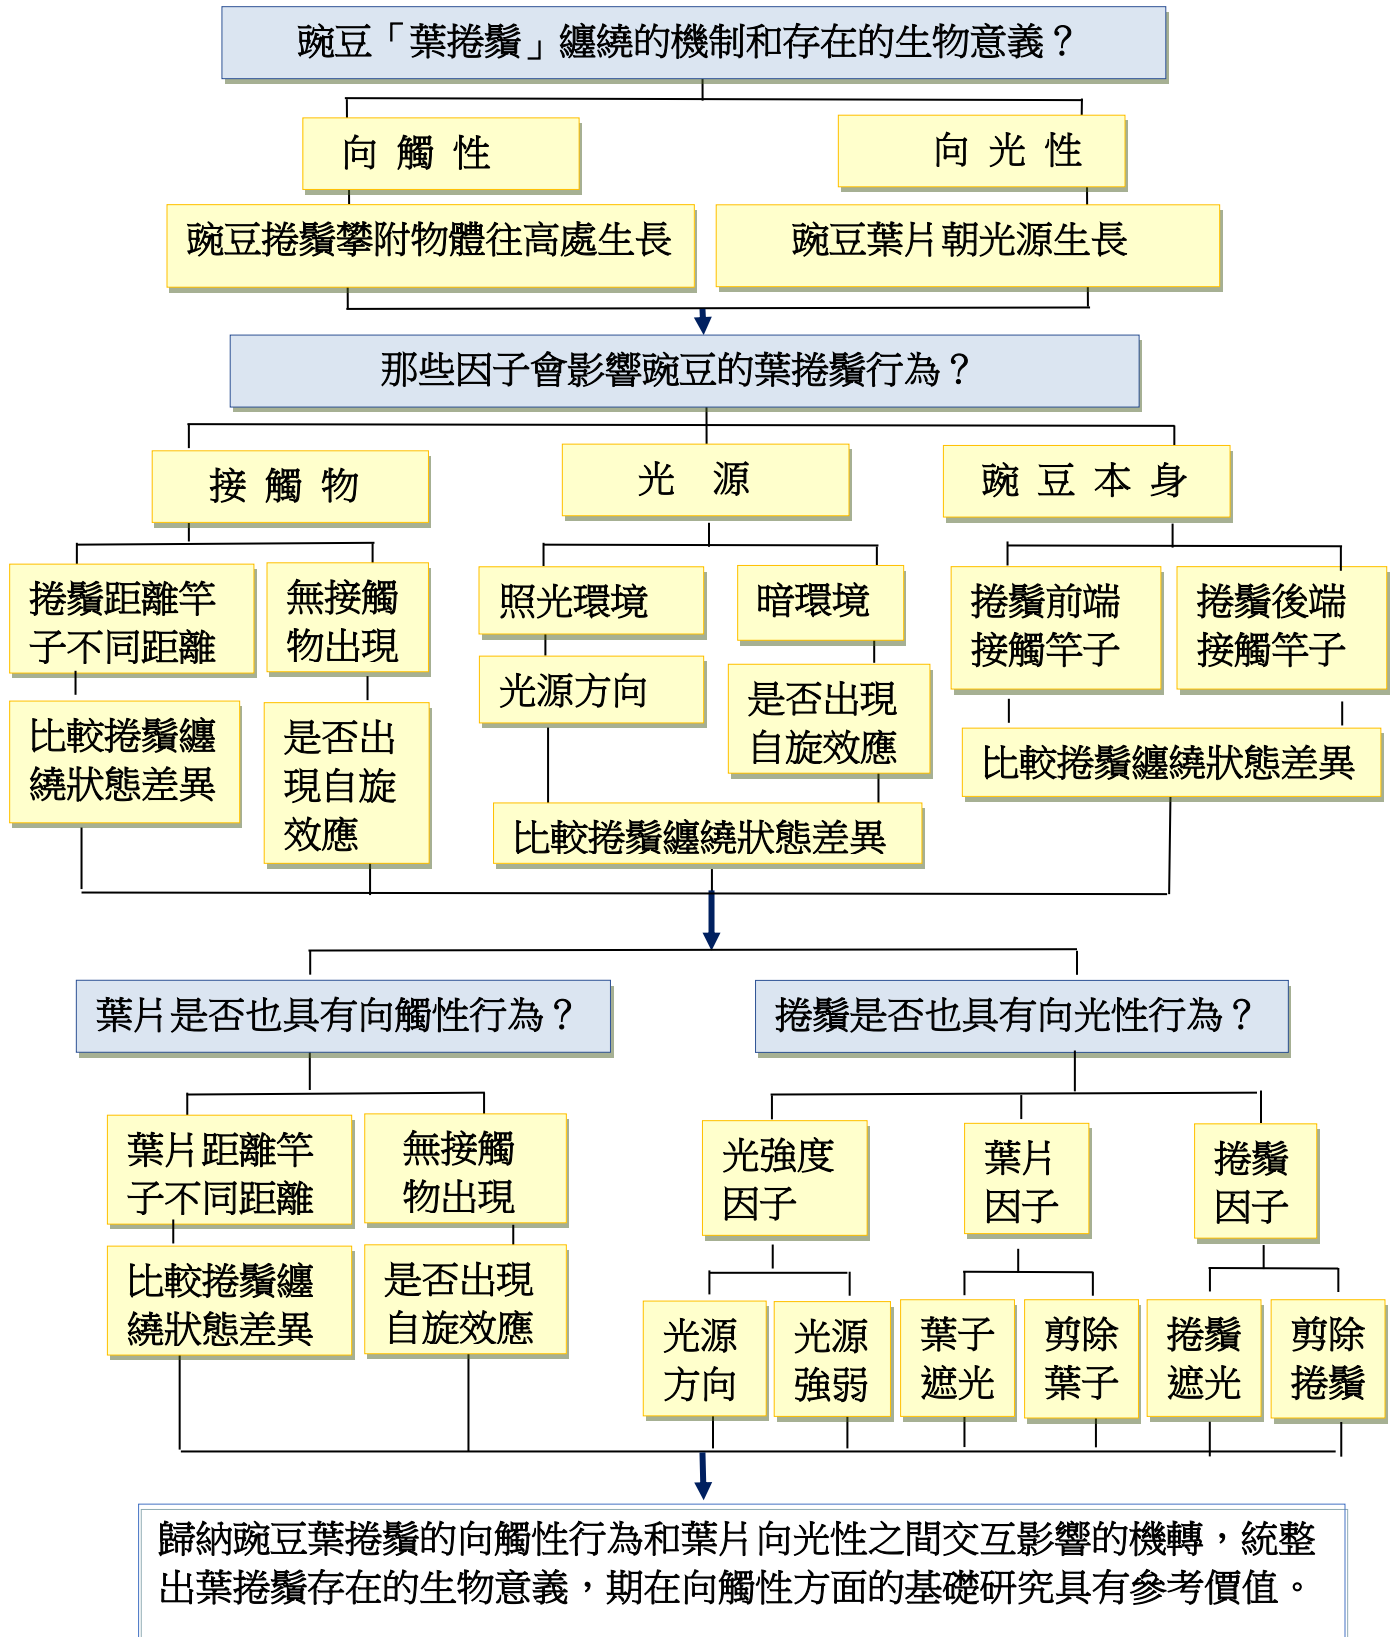 豌豆「葉捲鬚」纏繞的機制和存在的生物意義？
向觸性
向光性
豌豆捲鬚攀附物體往高處生長
豌豆葉片朝光源生長
那些因子會影響豌豆的葉捲鬚行為？
接觸物
光源
豌豆本身
捲鬚距離竿
子不同距離
無接觸
物出現
照光環境
暗環境
捲鬚前端
接觸竿子
捲鬚後端
接觸竿子
比較捲鬚纏
繞狀態差異
是否出
現自旋
效應
光源方向
是否出現
自旋效應
比較捲鬚纏繞狀態差異
比較捲鬚纏繞狀態差異
葉片是否也具有向觸性行為？
捲鬚是否也具有向光性行為？
葉片距離竿
子不同距離
無接觸
物出現
光強度
因子
葉片
因子
捲鬚
因子
比較捲鬚纏
繞狀態差異
是否出現
自旋效應
光源
方向
光源
強弱
葉子
遮光
剪除
葉子
捲鬚
遮光
剪除
捲鬚
歸納豌豆葉捲鬚的向觸性行為和葉片向光性之間交互影響的機轉，統整
出葉捲鬚存在的生物意義，期在向觸性方面的基礎研究具有參考價值。